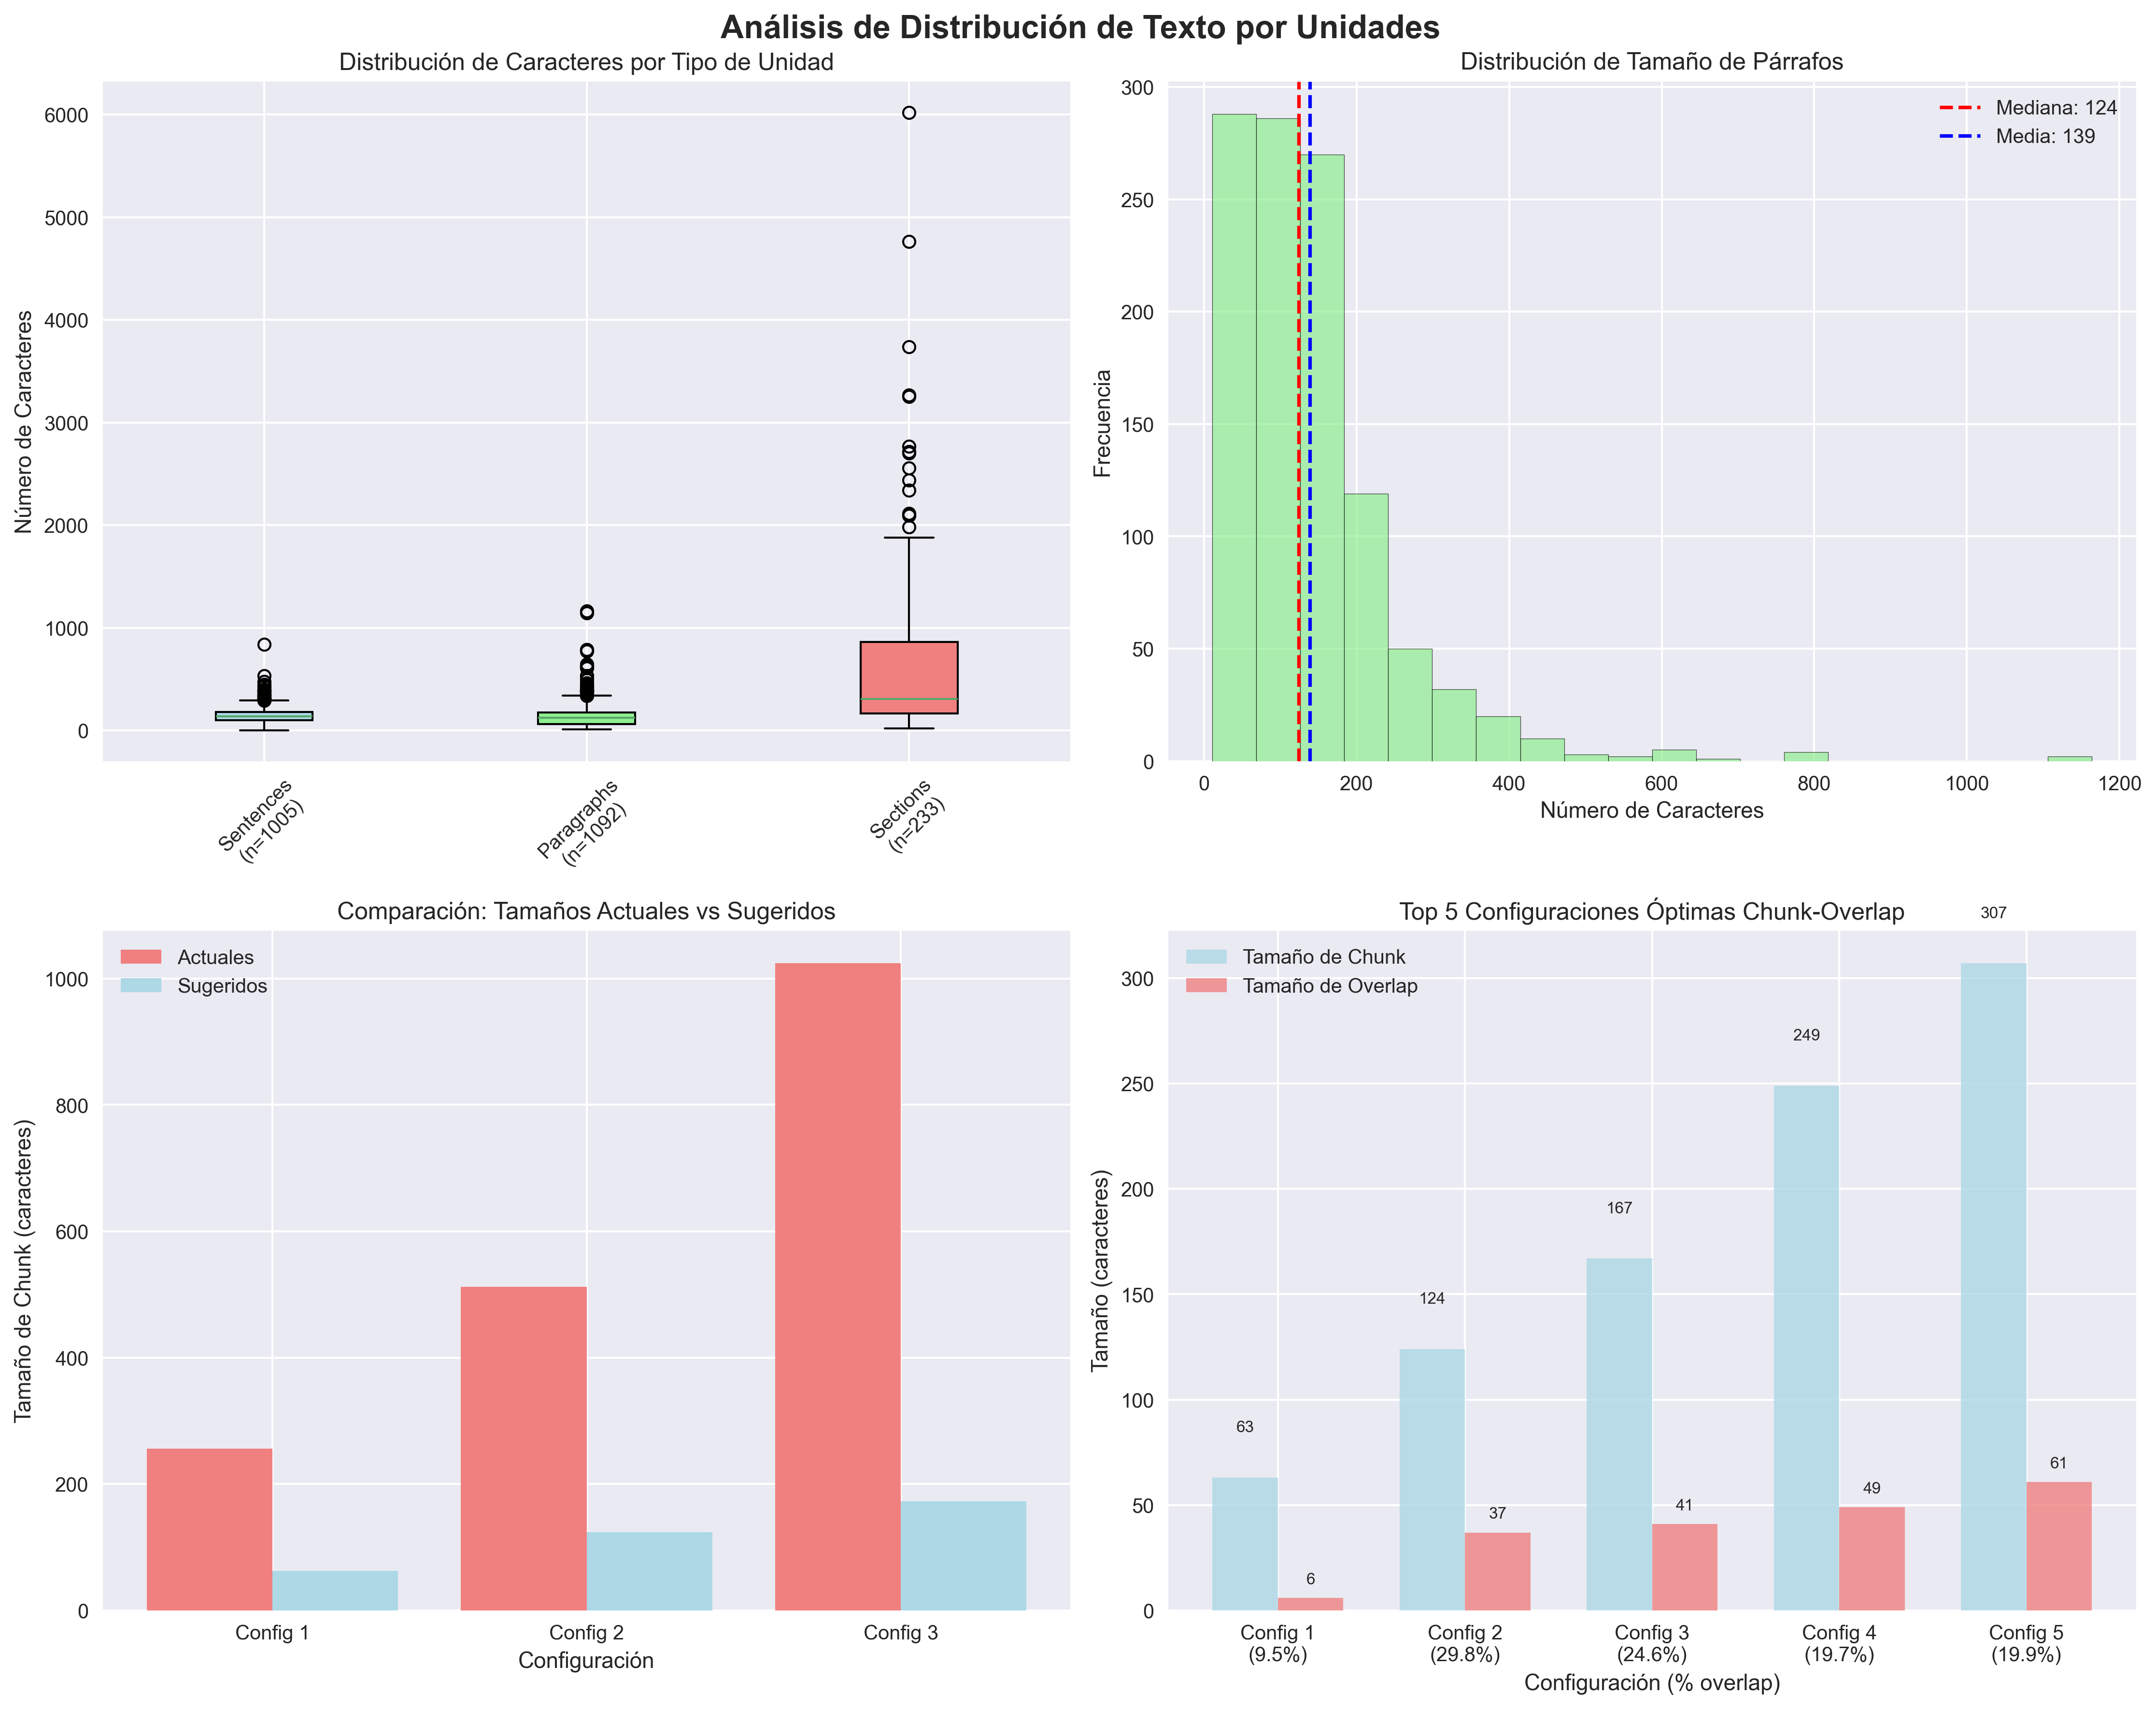 Análisis de Distribución de Texto por Unidades
Distribución de Caracteres por Tipo de Unidad
Número de Caracteres
6000
5000
4000
3000
2000
1000
0
Sentences
(n=1005)
Paragraphs
(n=1092)
Sections
(n=233)
Distribución de Tamaño de Párrafos
Mediana: 124
Media: 139
Frecuencia
300
250
200
150
100
50
0
0 200 400 600 800 1000 1200
Número de Caracteres
Comparación: Tamaños Actuales vs Sugeridos
Actuales
Sugeridos
Tamaño de Chunk (caracteres)
1000
800
600
400
200
0
Config 1 Config 2 Config 3
Configuración
Top 5 Configuraciones Óptimas Chunk-Overlap
Tamaño de Chunk
Tamaño de Overlap
Tamaño (caracteres)
300
250
200
150
100
50
0
63
6
124
37
167
41
249
49
307
61
Config 1
(9.5%)
Config 2
(29.8%)
Config 3
(24.6%)
Config 4
(19.7%)
Config 5
(19.9%)
Configuración (% overlap)